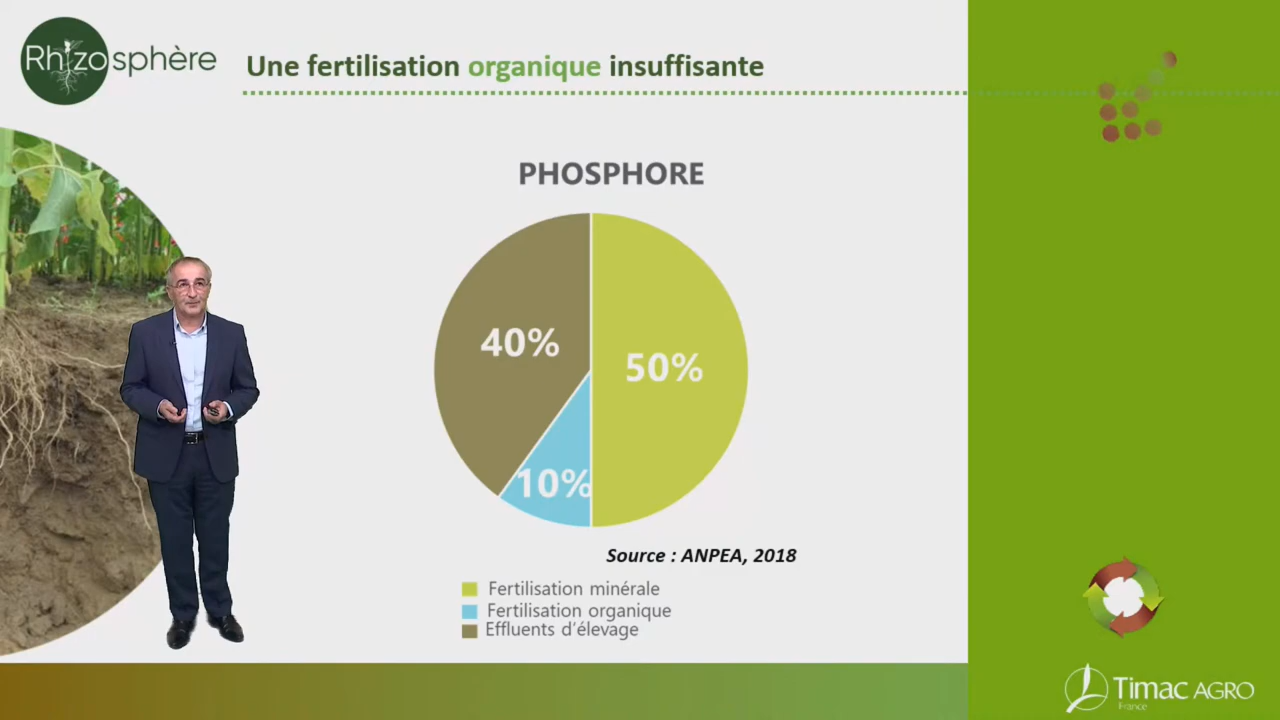 Rhizosphère
Une fertilisation organique insuffisante
PHOSPHORE
40%
50%
10%
Source : ANPEA, 2018
Fertilisation minérale
Fertilisation organique
Effluents d'élevage
Timac AGRO
France